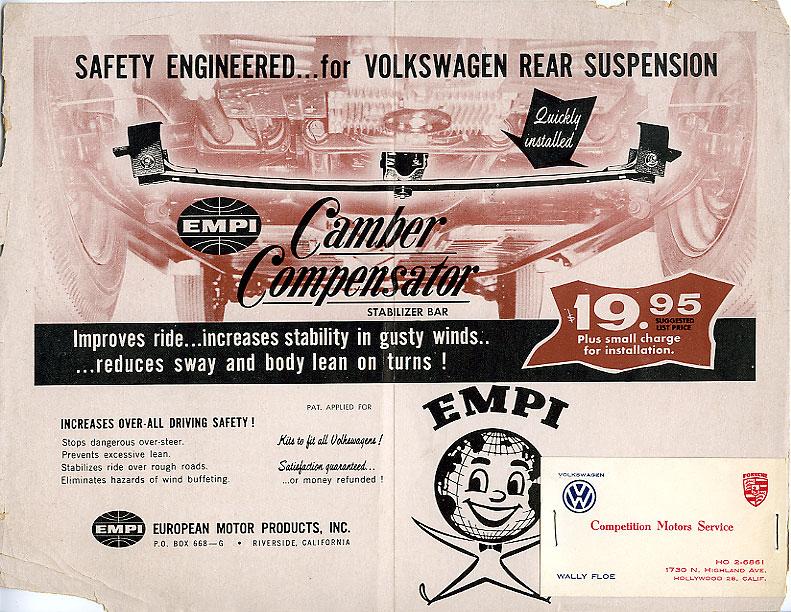 SAFETY ENGINEERED...for VOLKSWAGEN REAR SUSPENSION
Quickly
installed
EMPI
Camber
Compensator
STABILIZER BAR
$19.95
SUGGESTED
LIST PRICE
Plus small charge
for installation.
Improves ride...increases stability in gusty winds..
...reduces sway and body lean on turns !
PAT. APPLIED FOR
INCREASES OVER-ALL DRIVING SAFETY !
Stops dangerous over-steer.
Prevents excessive lean.
Stabilizes ride over rough roads.
Eliminates hazards of wind buffeting.
Kits to fit all Volkswagens !
Satisfaction guaranteed...
...or money refunded !
EMPI
EMPI
EUROPEAN MOTOR PRODUCTS, INC.
P.O. BOX 668—G • RIVERSIDE, CALIFORNIA
VOLKSWAGEN
PORSCHE
Competition Motors Service
WALLY FLOE
HO 2-6861
1730 N. HIGHLAND AVE.
HOLLYWOOD 28, CALIF.